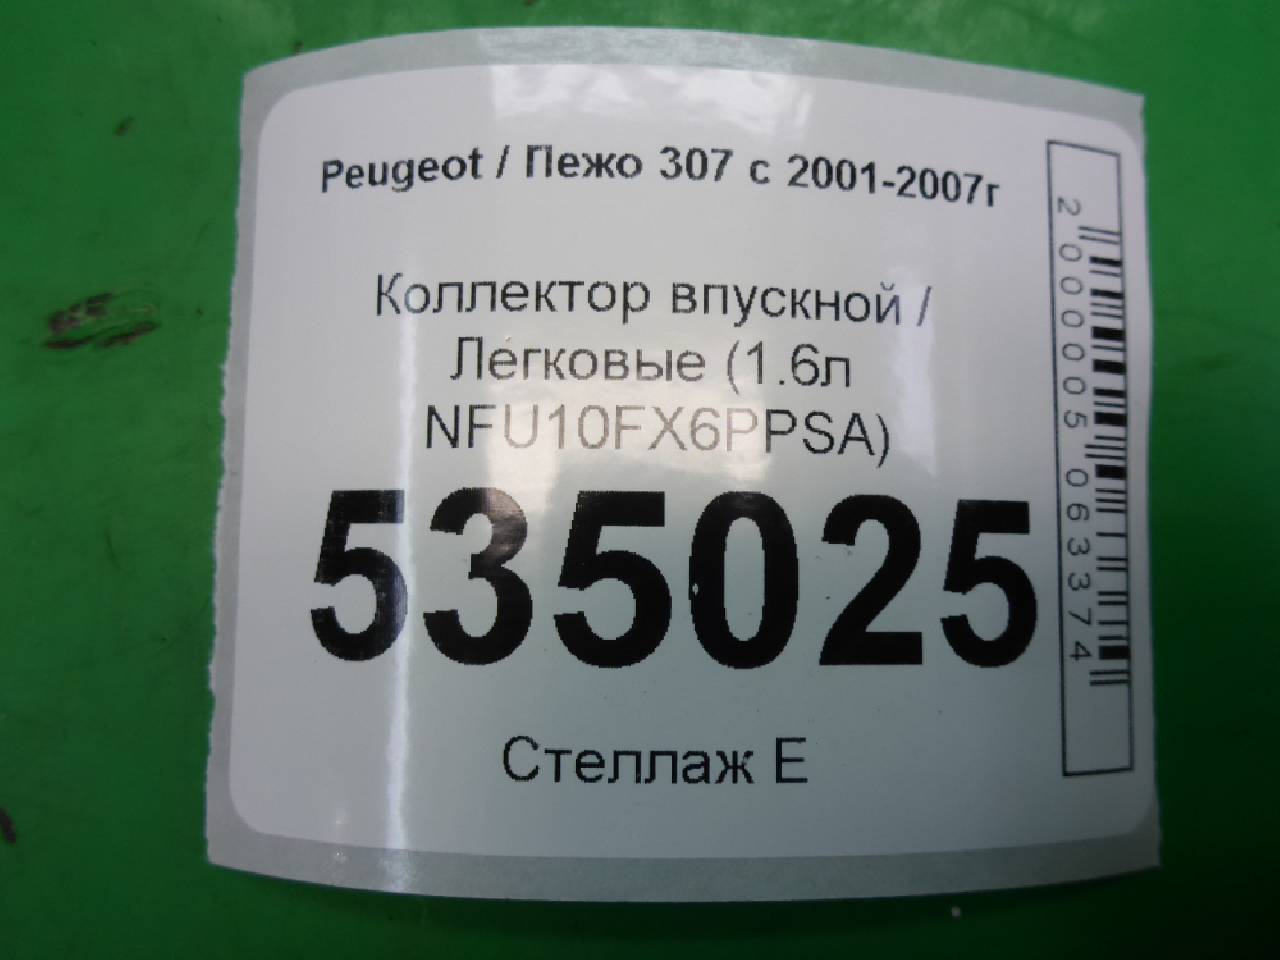 Peugeot / Пежо 307 с 2001-2007г
Коллектор впускной /
Легковые (1.6л
NFU10FX6PPSA)
535025
Стеллаж Е
2000005063374